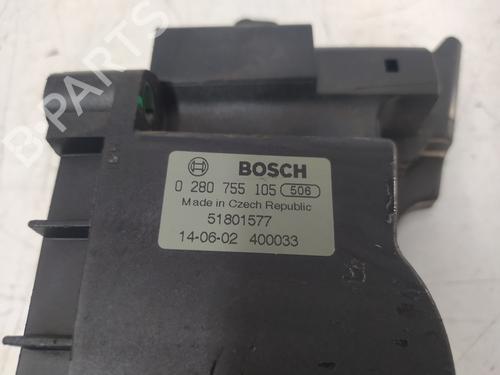 B-PARTS
BOSCH
0 280 755 105 506
Made in Czech Republic
51801577
14-06-02 400033